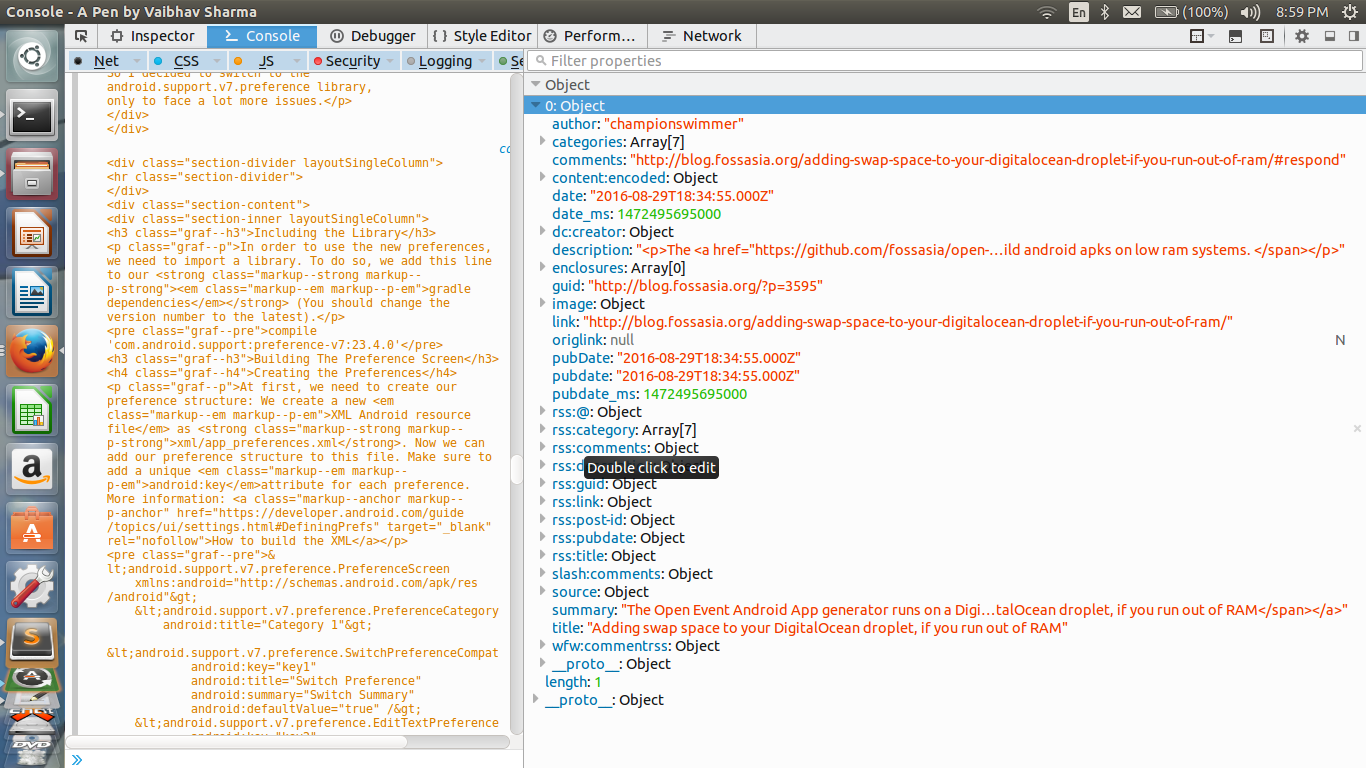 Console - A Pen by Vaibhav Sharma
En
(100%)
8:59 PM
Inspector
Console
Debugger
Style Editor
Perform…
Network
Net
CSS
JS
Security
Logging
Se
Filter properties
So I decided to switch to the
android.support.v7.preference library,
only to face a lot more issues.</p>
</div>
</div>
co
<div class="section-divider layoutSingleColumn">
<hr class="section-divider">
</div>
<div class="section-content">
<div class="section-inner layoutSingleColumn">
<h3 class="graf--h3">Including the Library</h3>
<p class="graf--p">In order to use the new preferences,
we need to import a library. To do so, we add this line
to our <strong class="markup--strong markup--
p-strong"><em class="markup--em markup--p-em">gradle
dependencies</em></strong> (You should change the
version number to the latest).</p>
<pre class="graf--pre">compile
'com.android.support:preference-v7:23.4.0'</pre>
<h3 class="graf--h3">Building The Preference Screen</h3>
<h4 class="graf--h4">Creating the Preferences</h4>
<p class="graf--p">At first, we need to create our
preference structure: We create a new <em
class="markup--em markup--p-em">XML Android resource
file</em> as <strong class="markup--strong markup--
p-strong">xml/app_preferences.xml</strong>. Now we can
add our preference structure to this file. Make sure to
add a unique <em class="markup--em markup--
p-em">android:key</em>attribute for each preference.
More information: <a class="markup--anchor markup--
p-anchor" href="https://developer.android.com/guide
/topics/ui/settings.html#DefiningPrefs" target="_blank"
rel="nofollow">How to build the XML</a></p>
<pre class="graf--pre">&
lt;android.support.v7.preference.PreferenceScreen
xmlns:android="http://schemas.android.com/apk/res
/android"&gt;
&lt;android.support.v7.preference.PreferenceCategory
android:title="Category 1"&gt;
&lt;android.support.v7.preference.SwitchPreferenceCompat
android:key="key1"
android:title="Switch Preference"
android:summary="Switch Summary"
android:defaultValue="true" /&gt;
&lt;android.support.v7.preference.EditTextPreference
Object
0: Object
author: "championswimmer"
categories: Array[7]
comments: "http://blog.fossasia.org/adding-swap-space-to-your-digitalocean-droplet-if-you-run-out-of-ram/#respond"
content:encoded: Object
date: "2016-08-29T18:34:55.000Z"
date_ms: 1472495695000
dc:creator: Object
description: "<p>The <a href="https://github.com/fossasia/open-…ild android apks on low ram systems. </span></p>"
enclosures: Array[0]
guid: "http://blog.fossasia.org/?p=3595"
image: Object
link: "http://blog.fossasia.org/adding-swap-space-to-your-digitalocean-droplet-if-you-run-out-of-ram/"
origlink: null
N
pubDate: "2016-08-29T18:34:55.000Z"
pubdate: "2016-08-29T18:34:55.000Z"
pubdate_ms: 1472495695000
rss:@: Object
rss:category: Array[7]
rss:comments: Object
rss:d
Double click to edit
rss:guid: Object
rss:link: Object
rss:post-id: Object
rss:pubdate: Object
rss:title: Object
slash:comments: Object
source: Object
summary: "The Open Event Android App generator runs on a Digi…talOcean droplet, if you run out of RAM</span></a>"
title: "Adding swap space to your DigitalOcean droplet, if you run out of RAM"
wfw:commentrss: Object
__proto__: Object
length: 1
__proto__: Object